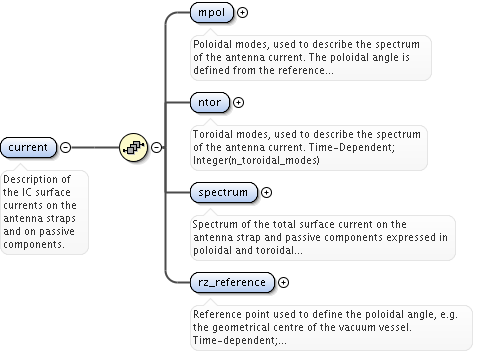 mpol
Poloidal modes, used to describe the spectrum
of the antenna current. The poloidal angle is
defined from the reference...
ntor
Toroidal modes, used to describe the spectrum
of the antenna current. Time-Dependent;
Integer(n_toroidal_modes)
current
Description of
the IC surface
currents on the
antenna straps
and on passive
components.
spectrum
Spectrum of the total surface current on the
antenna strap and passive components expressed in
poloidal and toroidal...
rz_reference
Reference point used to define the poloidal angle, e.g.
the geometrical centre of the vacuum vessel.
Time-dependent;...